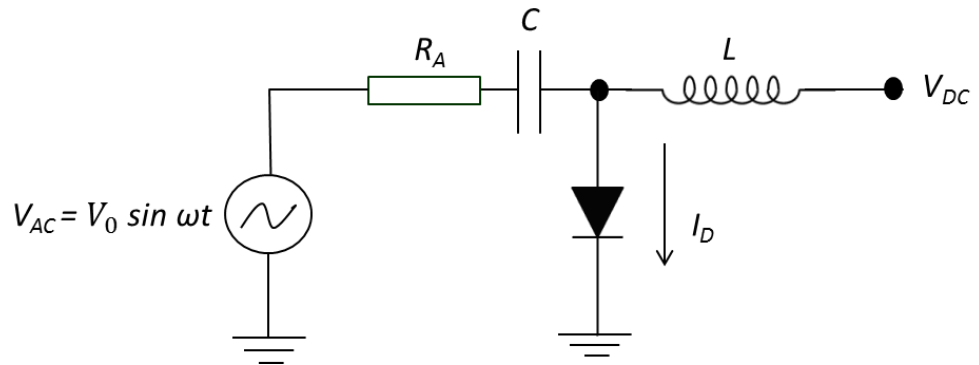 C
R_A
L
V_DC
V_AC = V_0 sin ωt
I_D